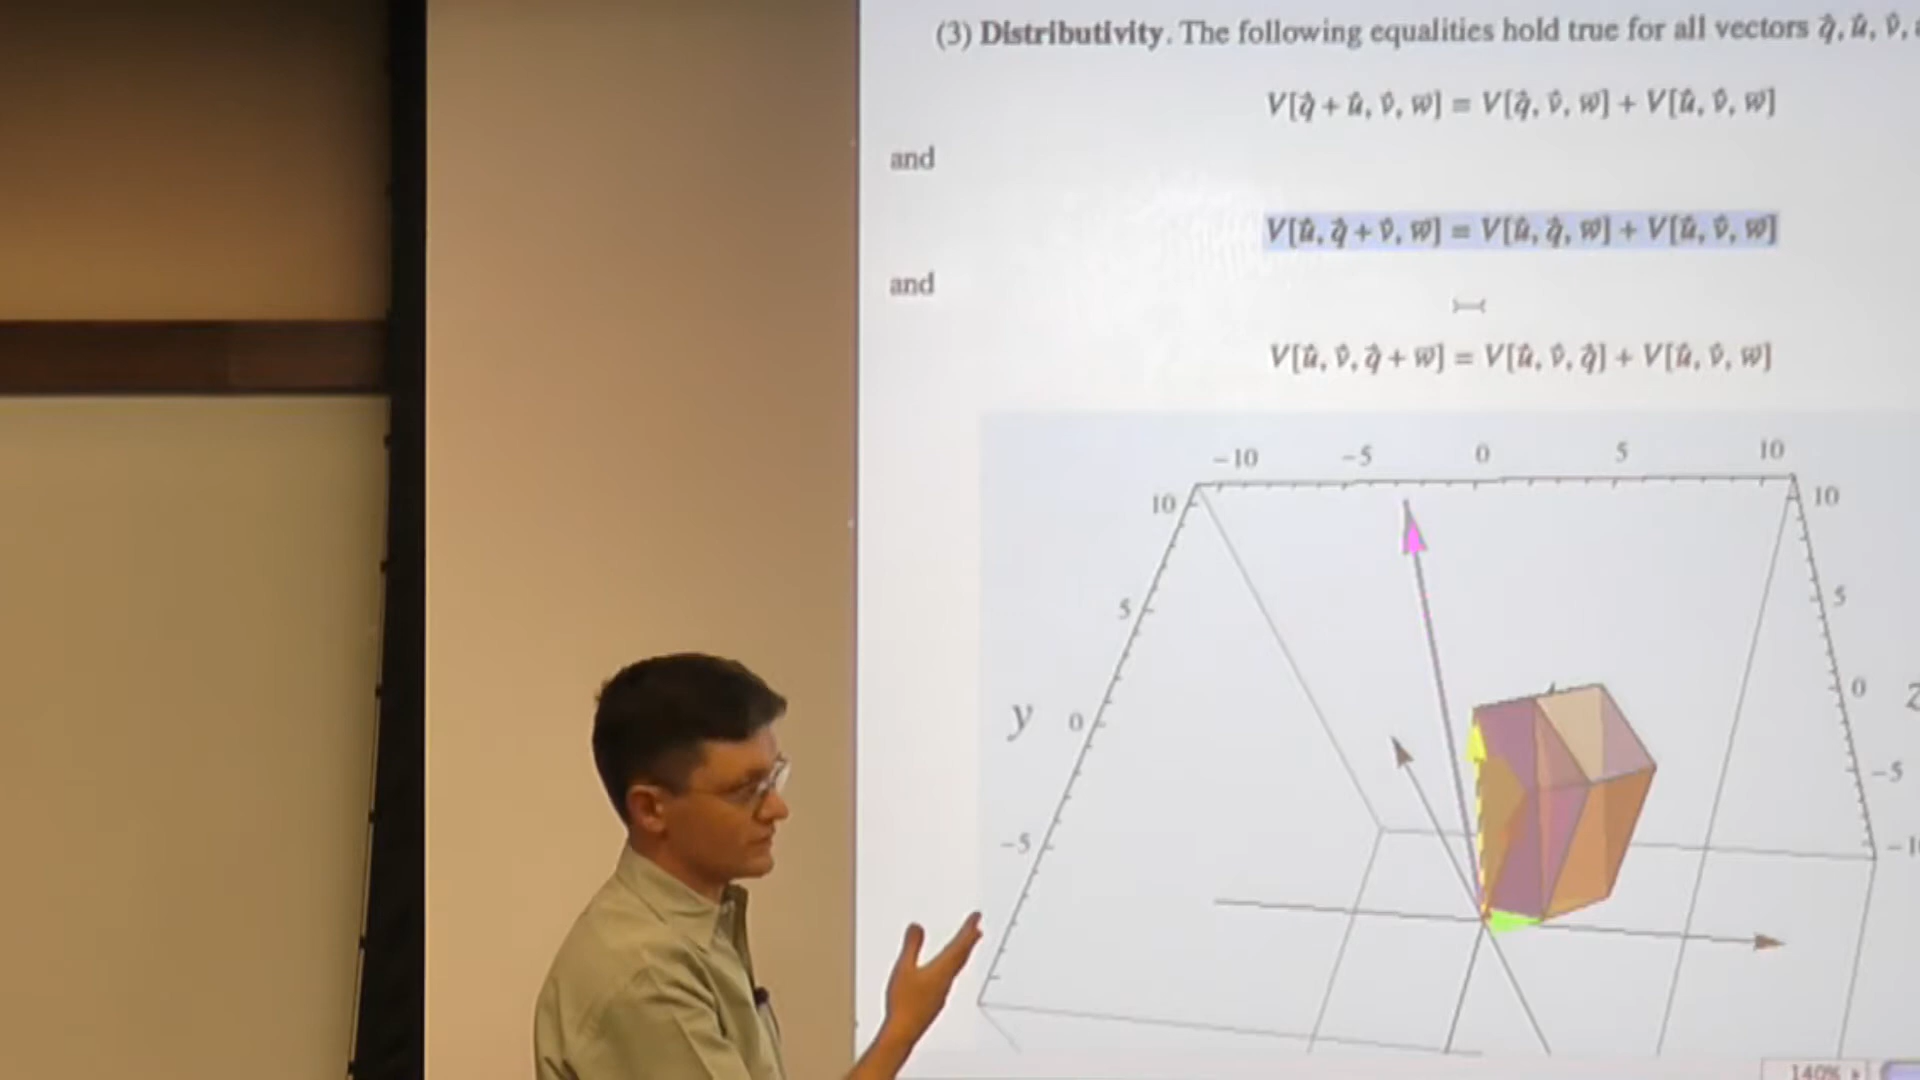 (3) Distributivity. The following equalities hold true for all vectors q̂, û, v̂,
V[q̂ + û, v̂, ŵ] = V[q̂, v̂, ŵ] + V[û, v̂, ŵ]
and
V[û, q̂ + v̂, ŵ] = V[û, q̂, ŵ] + V[û, v̂, ŵ]
and
V[û, v̂, q̂ + ŵ] = V[û, v̂, q̂] + V[û, v̂, ŵ]
-10 -5 0 5 10
10 10
5 5
y 0 0
-5 -5
140%